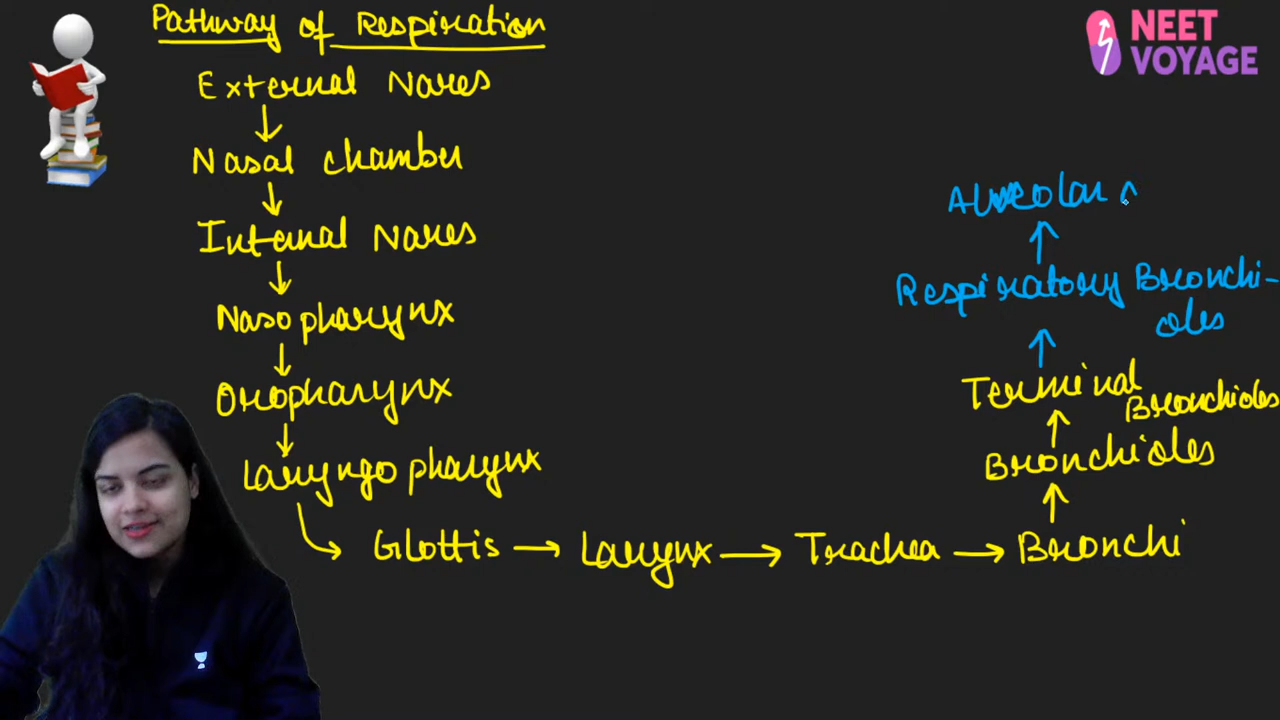 Pathway of Respiration
NEET
VOYAGE
External Nares
Nasal chamber
Internal Nares
Nasopharynx
Oropharynx
Laryngopharynx
Glottis → Larynx → Trachea → Bronchi
Bronchioles
Terminal
Bronchioles
Respiratory Bronchi-
oles
Alveolar